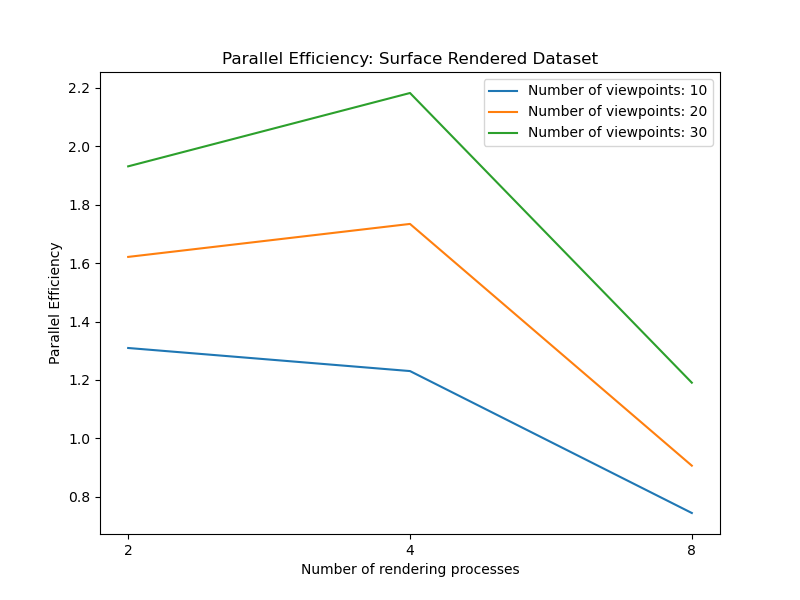 Parallel Efficiency: Surface Rendered Dataset
Number of viewpoints: 10
Number of viewpoints: 20
Number of viewpoints: 30
Parallel Efficiency
2.2
2.0
1.8
1.6
1.4
1.2
1.0
0.8
2 4 8
Number of rendering processes